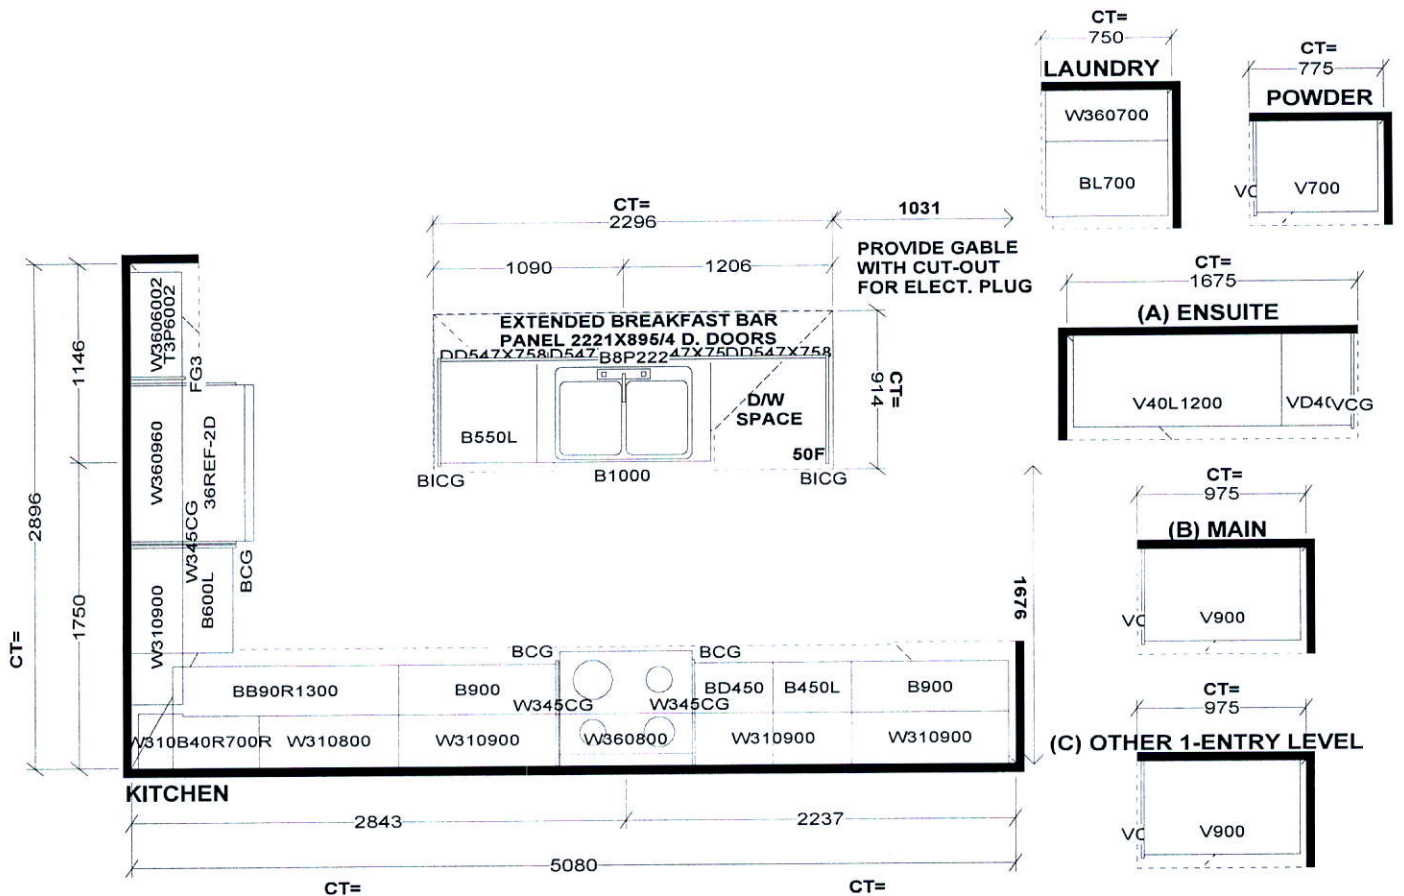 CT=
750
LAUNDRY
W360700
BL700
CT=
775
POWDER
VC
V700
CT=
2296
1031
1090
1206
PROVIDE GABLE
WITH CUT-OUT
FOR ELECT. PLUG
EXTENDED BREAKFAST BAR
PANEL 2221X895/4 D. DOORS
B8P222
D/W
SPACE
50F
B550L
B1000
BICG
BICG
914
CT=
CT=
1675
(A) ENSUITE
V40L1200
VCG
2896
1146
1750
CT=
W3606002
T3P6002
FG3
W360960
36REF-2D
W345CG
BCG
W310900
B600L
BCG
BCG
BB90R1300
B900
W345CG
W345CG
BD450
B450L
B900
W310B40R700R
W310800
W310900
W360800
W310900
W310900
1676
KITCHEN
2843
2237
5080
CT=
CT=
CT=
975
(B) MAIN
VC
V900
CT=
975
(C) OTHER 1-ENTRY LEVEL
VC
V900